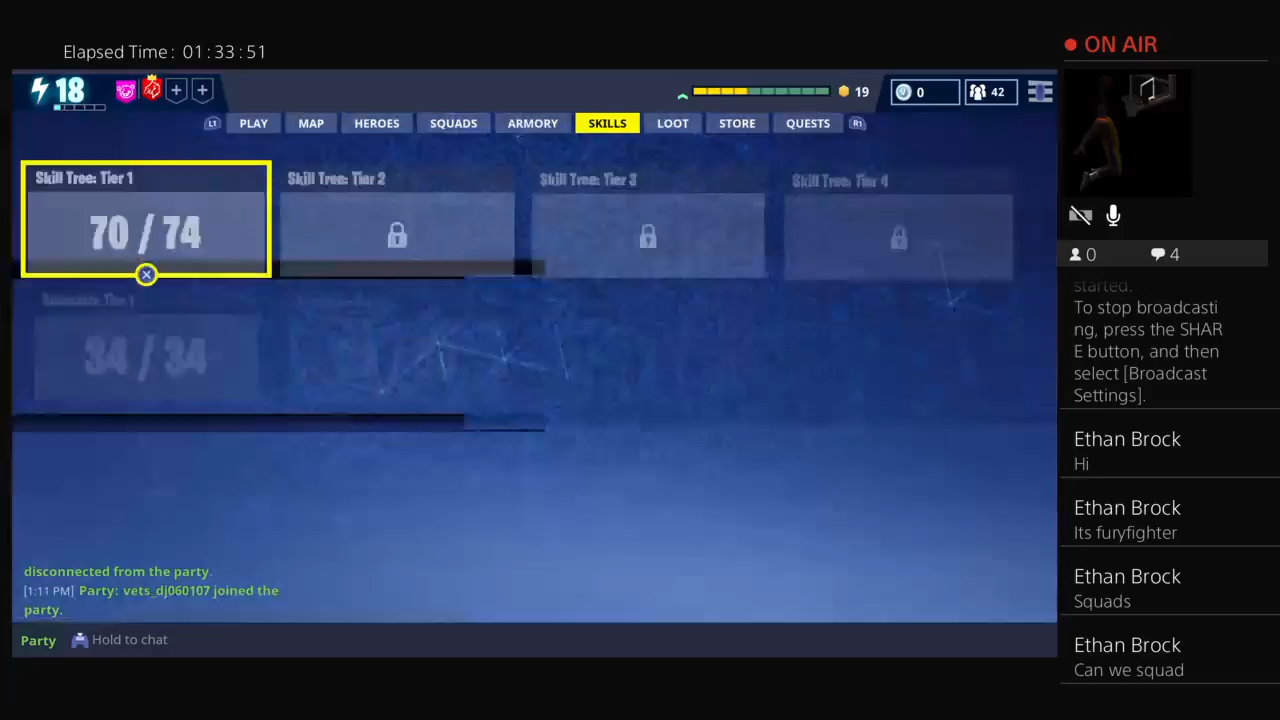 Elapsed Time: 01:33:51
ON AIR
18
19
0
42
L1
PLAY
MAP
HEROES
SQUADS
ARMORY
SKILLS
LOOT
STORE
QUESTS
R1
Skill Tree: Tier 1
Skill Tree: Tier 2
Skill Tree: Tier 3
Skill Tree: Tier 4
70 / 74
34 / 34
0
4
started.
To stop broadcasti
ng, press the SHAR
E button, and then
select [Broadcast
Settings].
Ethan Brock
Hi
Ethan Brock
Its furyfighter
Ethan Brock
Squads
Ethan Brock
Can we squad
disconnected from the party.
[1:11 PM] Party: vets_dj060107 joined the
party.
Party
Hold to chat